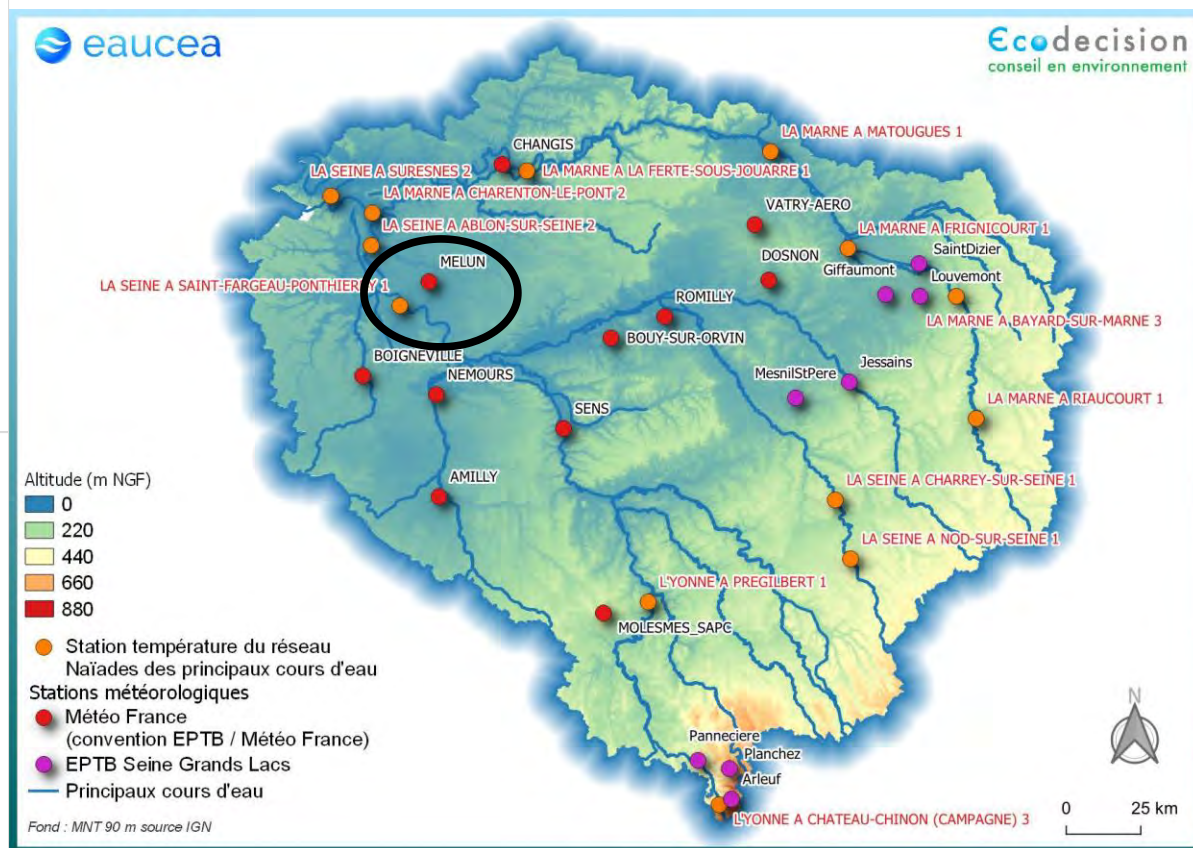 eaucea
Ecodecision
conseil en environnement
CHANGIS
LA MARNE A MATOUGUES 1
LA SEINE A SURESNES 2
LA MARNE A LA FERTE-SOUS-JOUARRE 1
LA MARNE A CHARENTON-LE-PONT 2
VATRY-AERO
LA SEINE A ABLON-SUR-SEINE 2
LA MARNE A FRIGNICOURT 1
MELUN
DOSNON
SaintDizier
Giffaumont
Louvemont
LA SEINE A SAINT-FARGEAU-PONTHIERRY 1
ROMILLY
LA MARNE A BAYARD-SUR-MARNE 3
BOUY-SUR-ORVIN
BOIGNEVILLE
NEMOURS
MesnilStPere
Jessains
SENS
LA MARNE A RIAUCOURT 1
AMILLY
LA SEINE A CHARREY-SUR-SEINE 1
LA SEINE A NOD-SUR-SEINE 1
L'YONNE A PREGILBERT 1
MOLESMES_SAPC
Panneciere
Planchez
Arleuf
L'YONNE A CHATEAU-CHINON (CAMPAGNE) 3
Altitude (m NGF)
0
220
440
660
880
Station température du réseau
Naïades des principaux cours d'eau
Stations météorologiques
Météo France
(convention EPTB / Météo France)
EPTB Seine Grands Lacs
Principaux cours d'eau
Fond : MNT 90 m source IGN
N
0 25 km